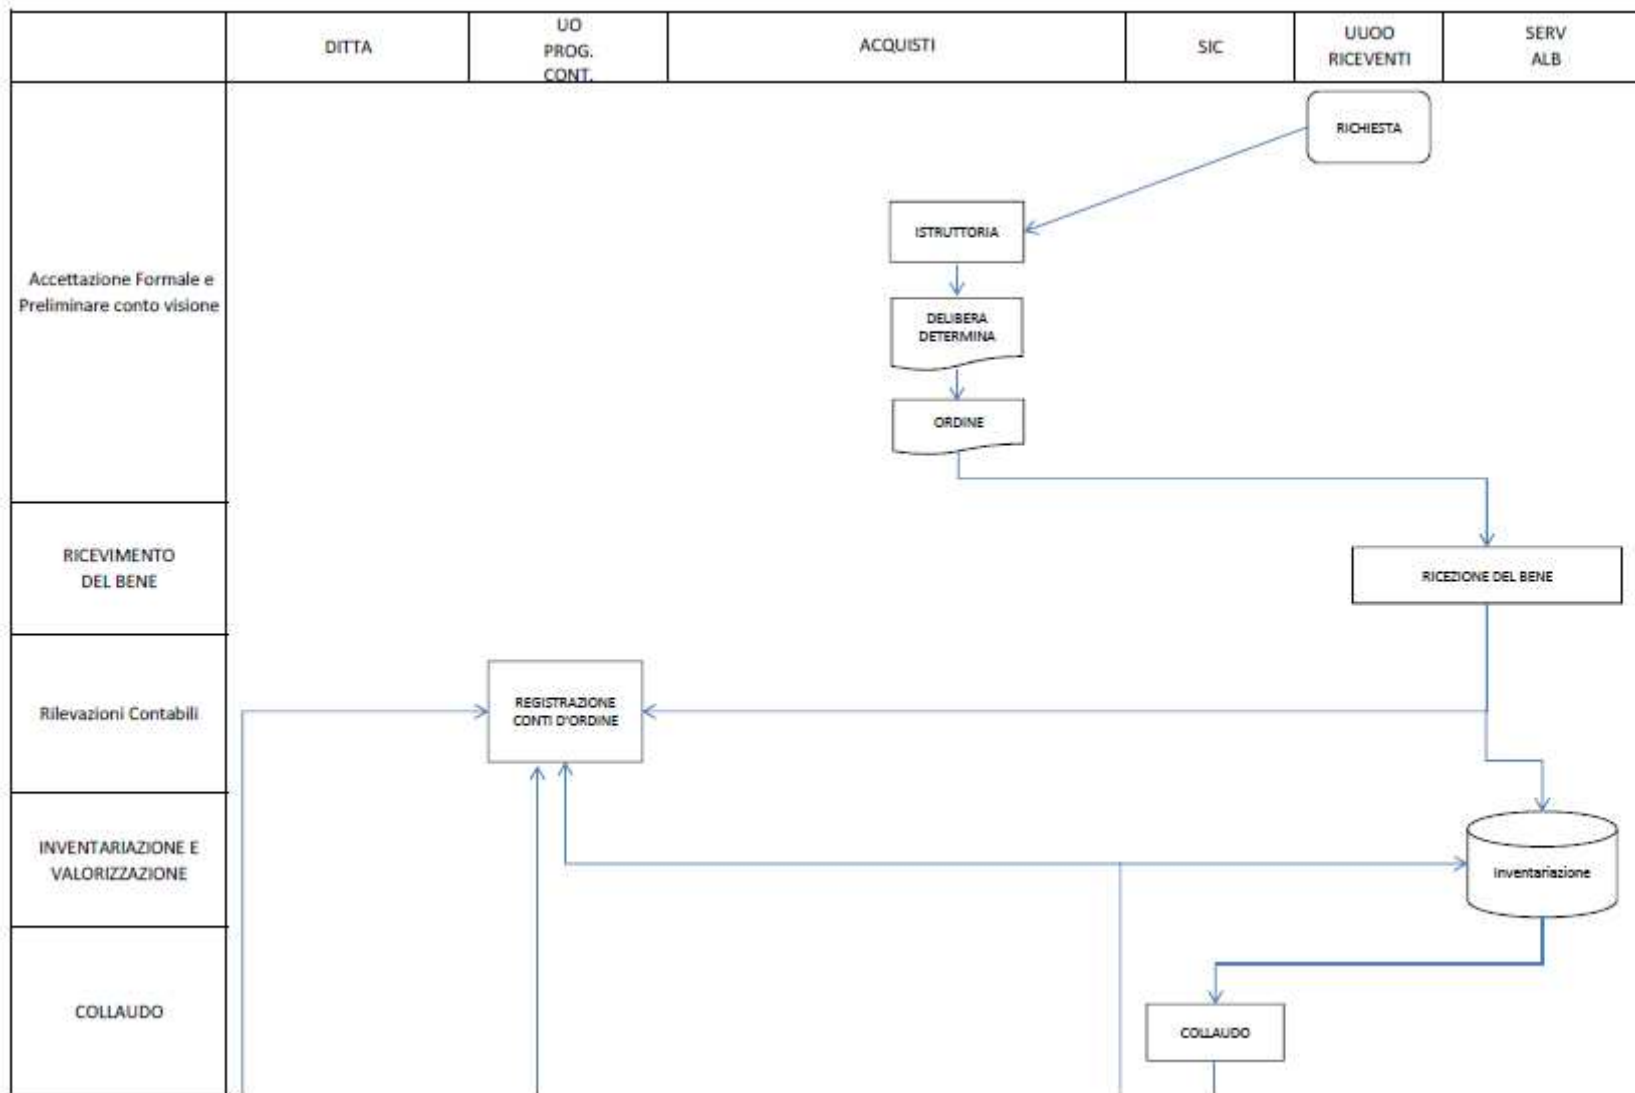 DITTA
UO
PROG.
CONT.
ACQUISTI
SIC
UUOO
RICEVENTI
SERV
ALB
Accettazione Formale e
Preliminare conto visione
RICHIESTA
ISTRUTTORIA
DELIBERA
DETERMINA
ORDINE
RICEVIMENTO
DEL BENE
RICEZIONE DEL BENE
Rilevazioni Contabili
REGISTRAZIONE
CONTI D'ORDINE
INVENTARIAZIONE E
VALORIZZAZIONE
Inventariazione
COLLAUDO
COLLAUDO